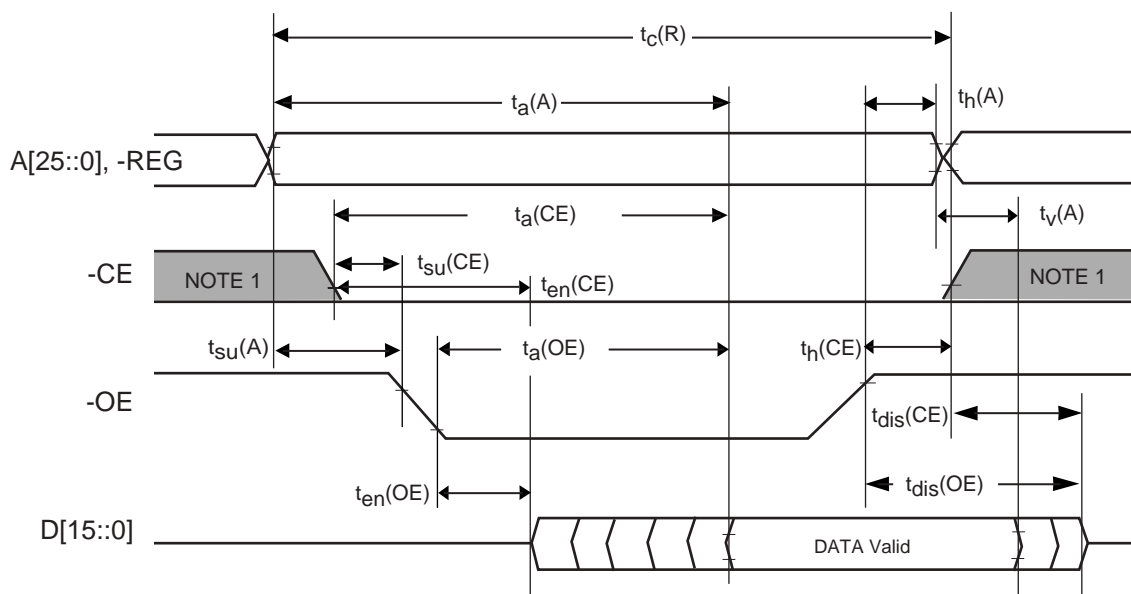 tc(R)
ta(A)
th(A)
A[25::0], -REG
ta(CE)
tv(A)
tsu(CE)
-CE
NOTE 1
NOTE 1
ten(CE)
tsu(A)
ta(OE)
th(CE)
-OE
tdis(CE)
tdis(OE)
ten(OE)
D[15::0]
DATA Valid